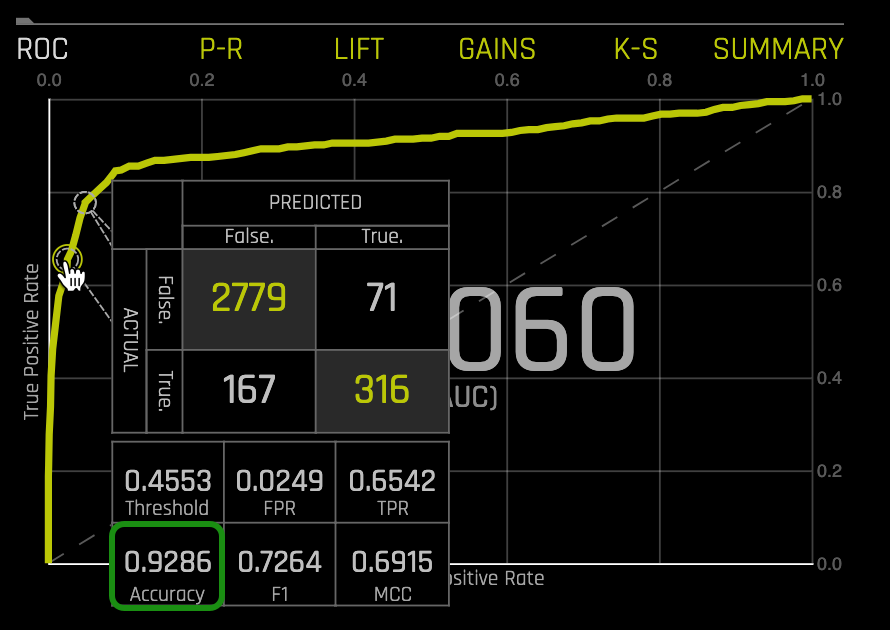 ROC P-R LIFT GAINS K-S SUMMARY
0.0 0.2 0.4 0.6 0.8 1.0
1.0
0.8
0.6
0.4
0.2
0.0
True Positive Rate
PREDICTED
False. True.
ACTUAL
False. 2779 71
True. 167 316
060
UC)
0.4553 0.0249 0.6542
Threshold FPR TPR
0.9286 0.7264 0.6915
Accuracy F1 MCC
ositive Rate